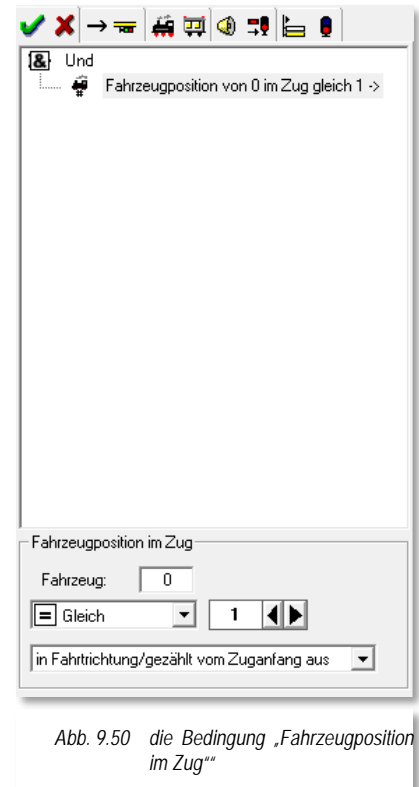 & Und
Fahrzeugposition von 0 im Zug gleich 1 ->
Fahrzeugposition im Zug
Fahrzeug: 0
= Gleich 1
in Fahrtrichtung/gezählt vom Zuganfang aus
Abb. 9.50 die Bedingung „Fahrzeugposition
im Zug““